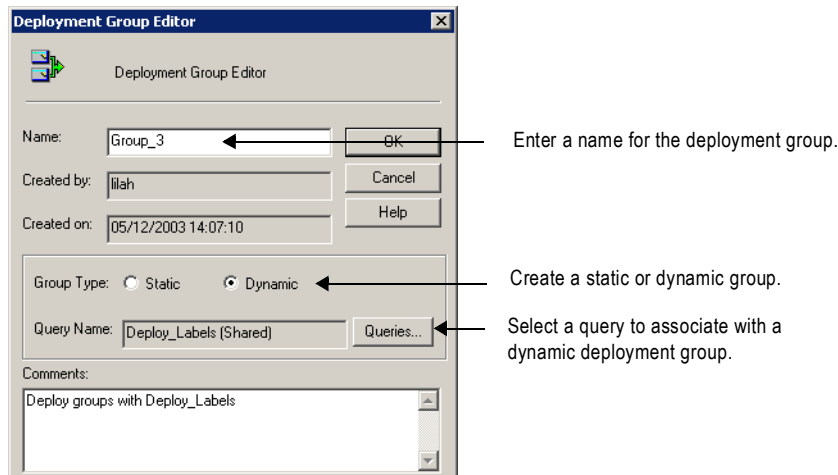 Deployment Group Editor
Deployment Group Editor
Name: Group_3 OK
Enter a name for the deployment group.
Created by: lilah Cancel
Created on: 05/12/2003 14:07:10 Help
Group Type: Static Dynamic
Create a static or dynamic group.
Query Name: Deploy_Labels (Shared) Queries...
Select a query to associate with a
dynamic deployment group.
Comments:
Deploy groups with Deploy_Labels